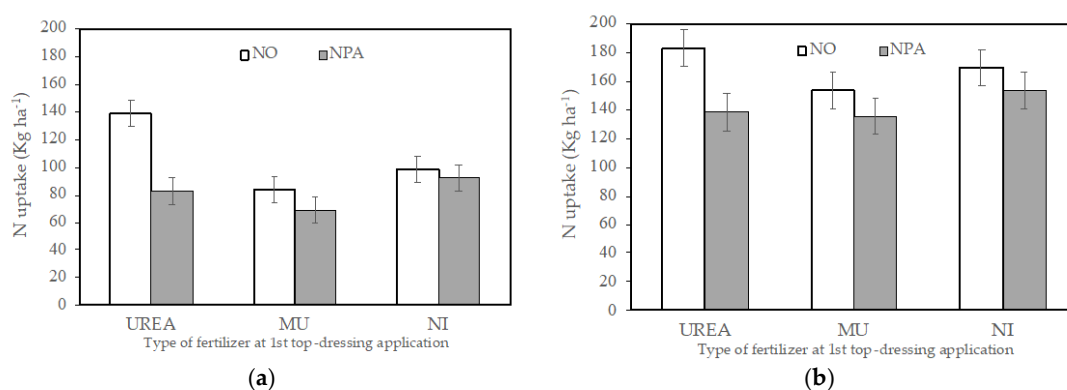 200
180
160
140
120
100
80
60
40
20
0
N uptake (Kg ha⁻¹)
NO NPA
UREA MU NI
Type of fertilizer at 1st top-dressing application
(a)
200
180
160
140
120
100
80
60
40
20
0
N uptake (Kg ha⁻¹)
NO NPA
UREA MU NI
Type of fertilizer at 1st top-dressing application
(b)